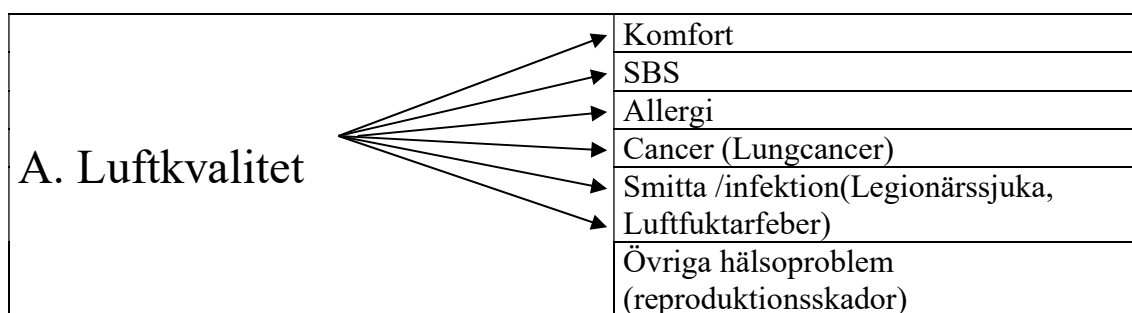 A. Luftkvalitet
Komfort
SBS
Allergi
Cancer (Lungcancer)
Smitta /infektion(Legionärssjuka,
Luftfuktarfeber)
Övriga hälsoproblem
(reproduktionsskador)